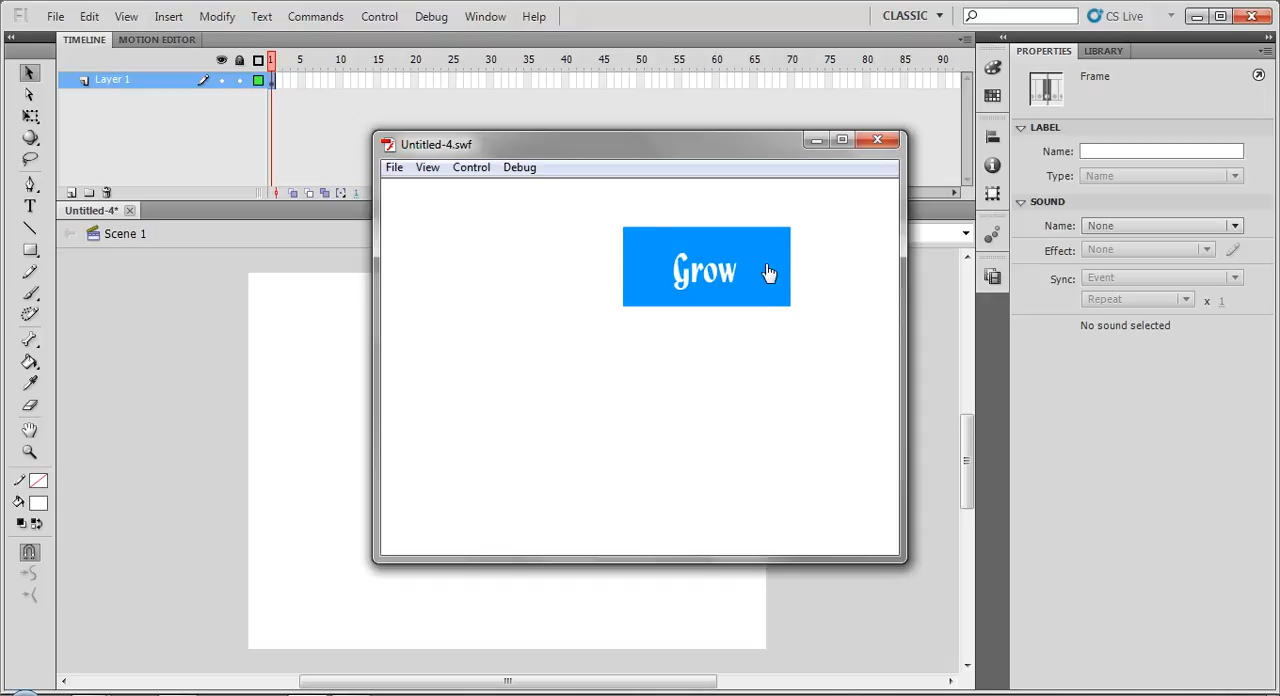 Fl File Edit View Insert Modify Text Commands Control Debug Window Help CLASSIC CS Live
TIMELINE MOTION EDITOR
1 5 10 15 20 25 30 35 40 45 50 55 60 65 70 75 80 85 90
Layer 1
1
Untitled-4*
Scene 1
Untitled-4.swf
File View Control Debug
Grow
PROPERTIES LIBRARY
Frame
LABEL
Name:
Type: Name
SOUND
Name: None
Effect: None
Sync: Event
Repeat x 1
No sound selected